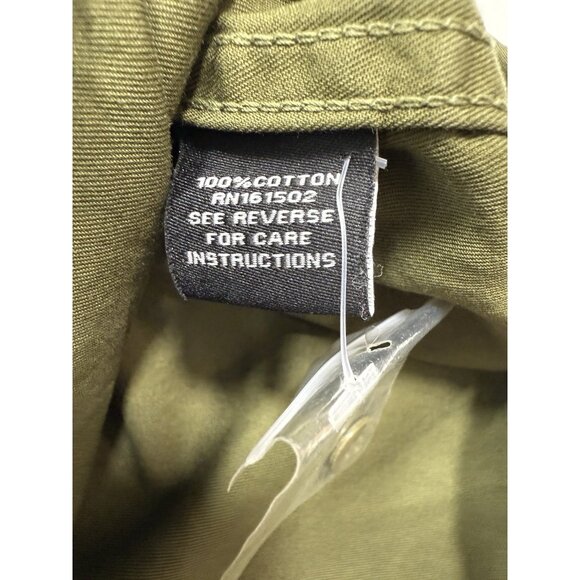 100% COTTON
RN161502
SEE REVERSE
FOR CARE
INSTRUCTIONS